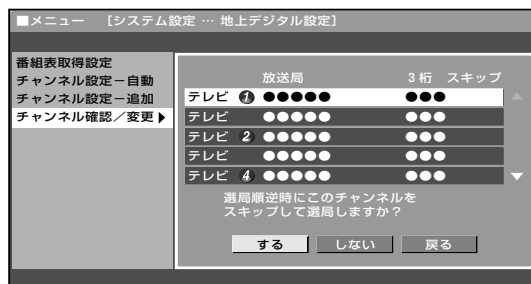 ■メニュー [システム設定 … 地上デジタル設定]
番組表取得設定
チャンネル設定－自動
チャンネル設定－追加
チャンネル確認／変更▶
放送局 3桁 スキップ
テレビ ❶ ●●●●● ●●●
テレビ ●●●●● ●●●
テレビ ❷ ●●●●● ●●●
テレビ ●●●●● ●●●
テレビ ❹ ●●●●● ●●●
選局順逆時にこのチャンネルを
スキップして選局しますか？
する しない 戻る